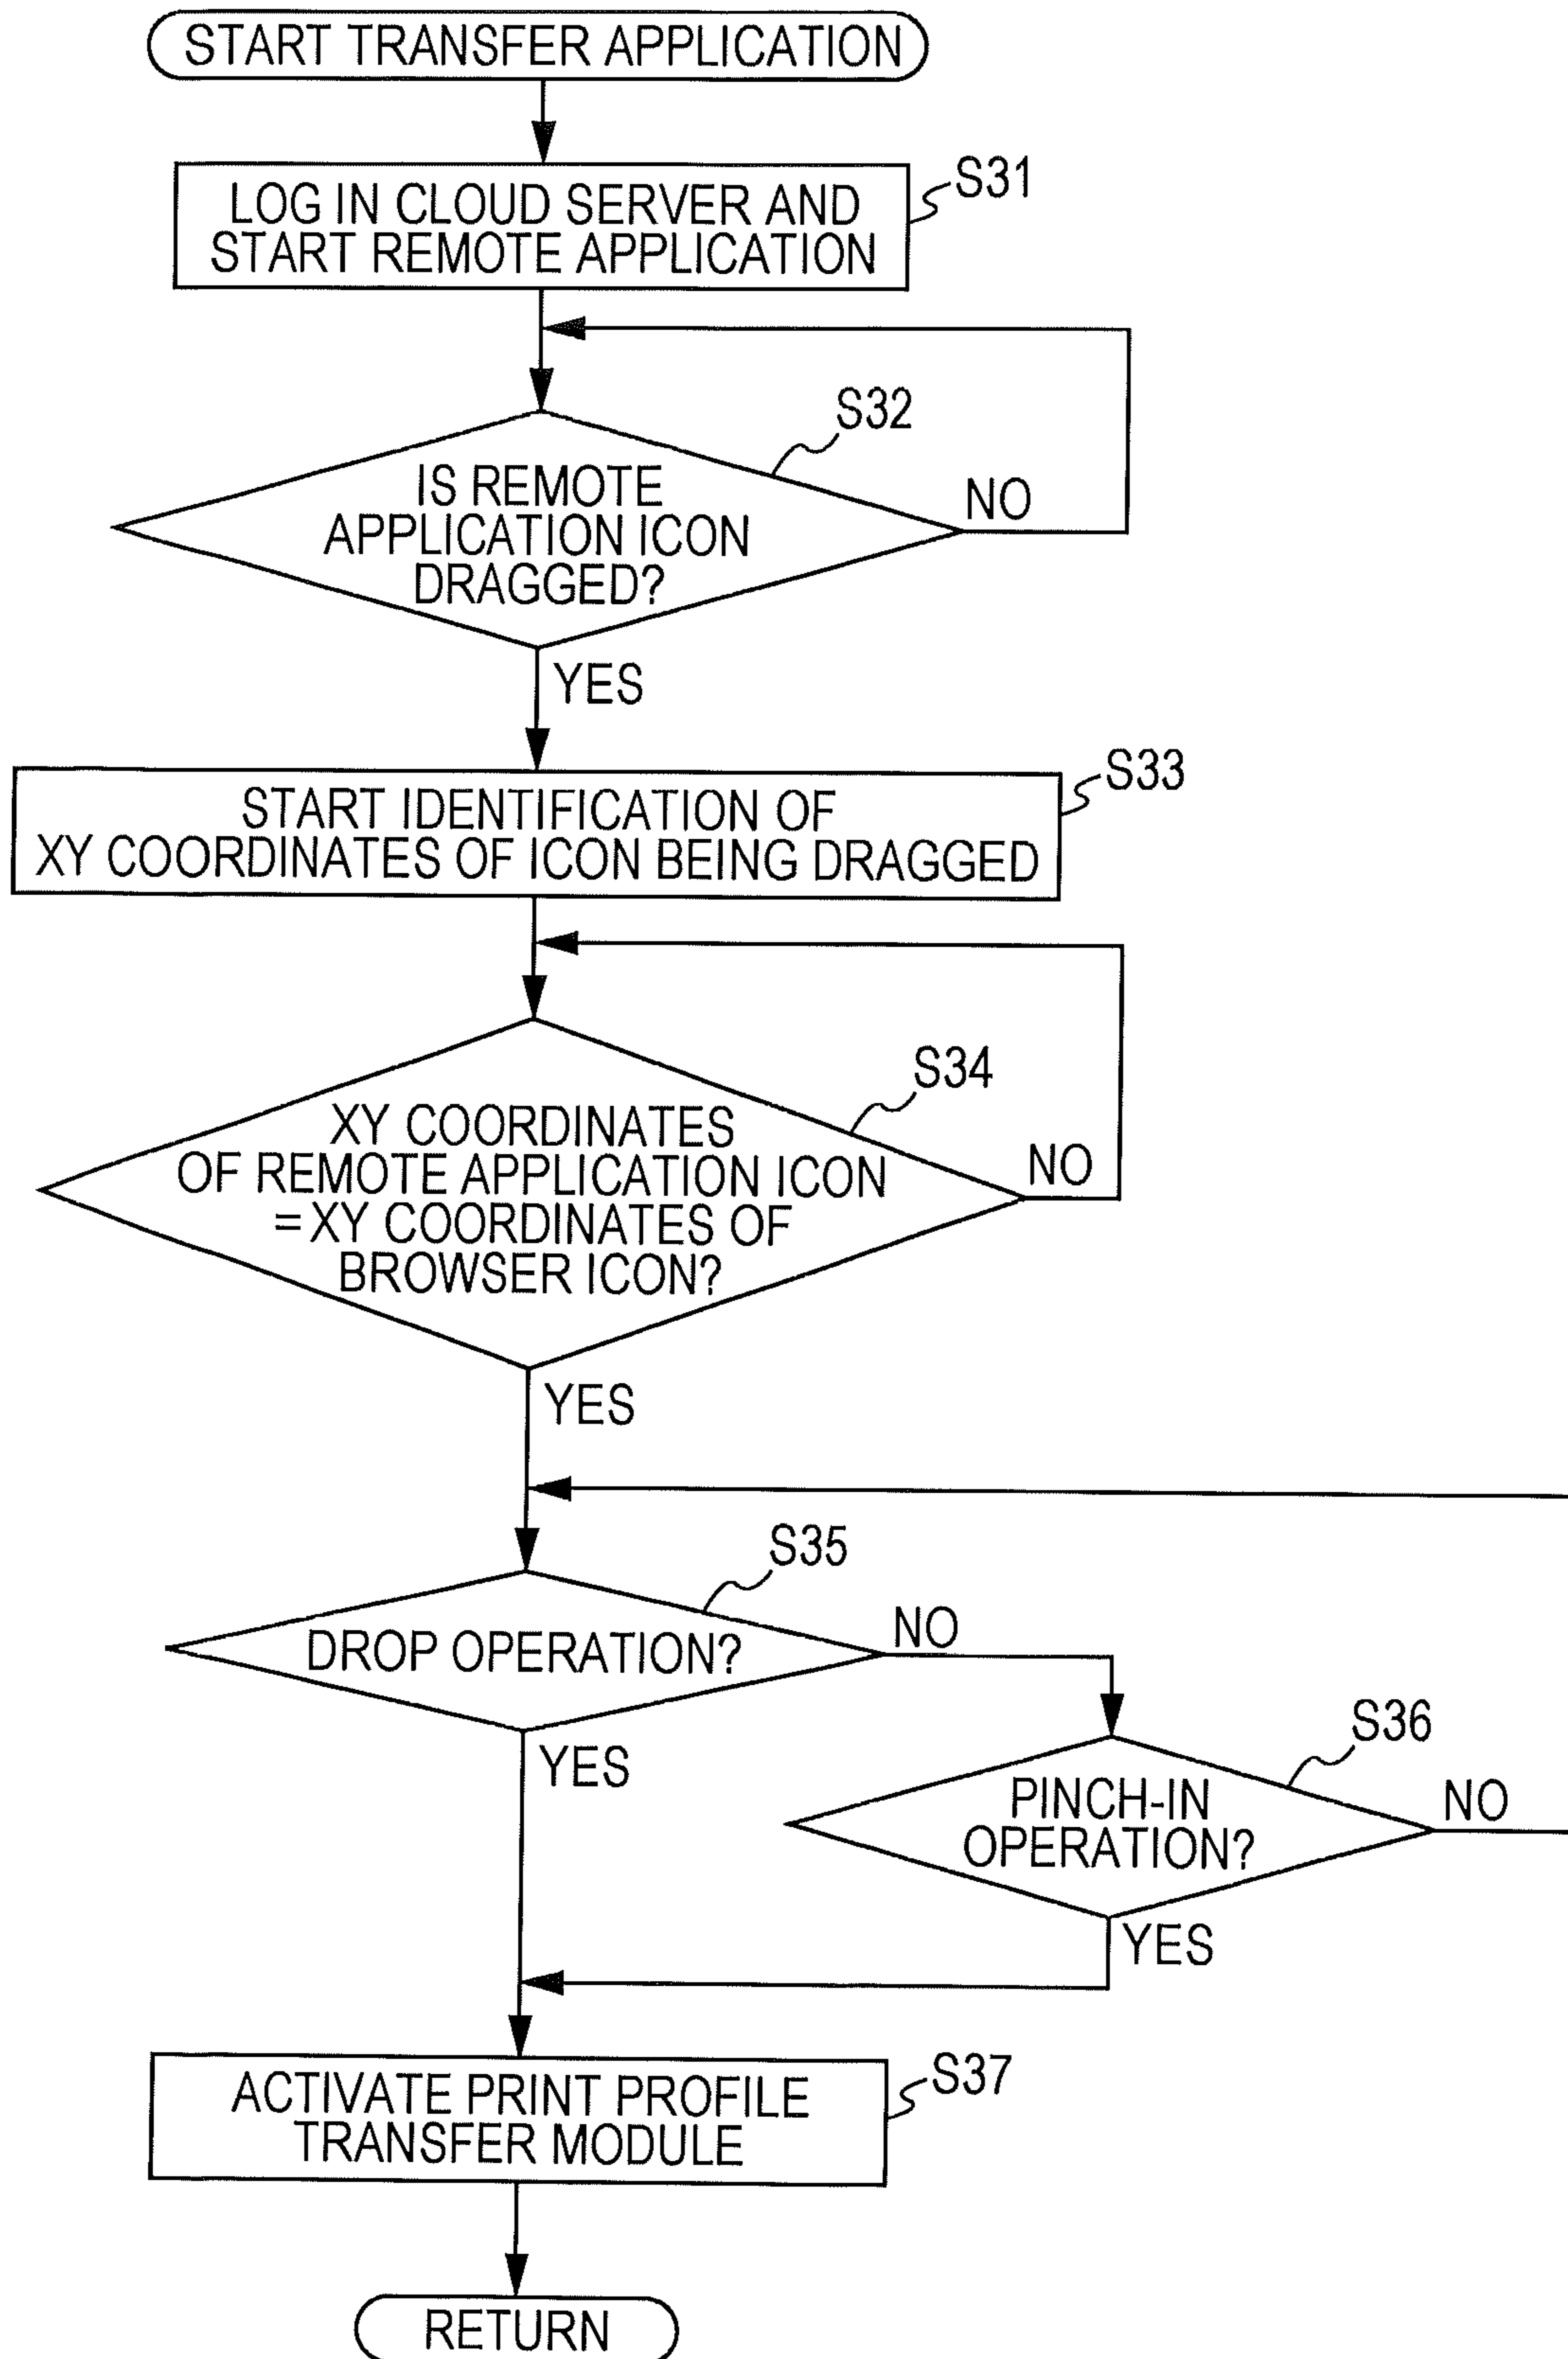 START TRANSFER APPLICATION
S31
LOG IN CLOUD SERVER AND
START REMOTE APPLICATION
S32
IS REMOTE
APPLICATION ICON
DRAGGED?
NO
YES
S33
START IDENTIFICATION OF
XY COORDINATES OF ICON BEING DRAGGED
S34
XY COORDINATES
OF REMOTE APPLICATION ICON
=XY COORDINATES OF
BROWSER ICON?
NO
YES
S35
DROP OPERATION?
NO
YES
S36
PINCH-IN
OPERATION?
NO
YES
S37
ACTIVATE PRINT PROFILE
TRANSFER MODULE
RETURN